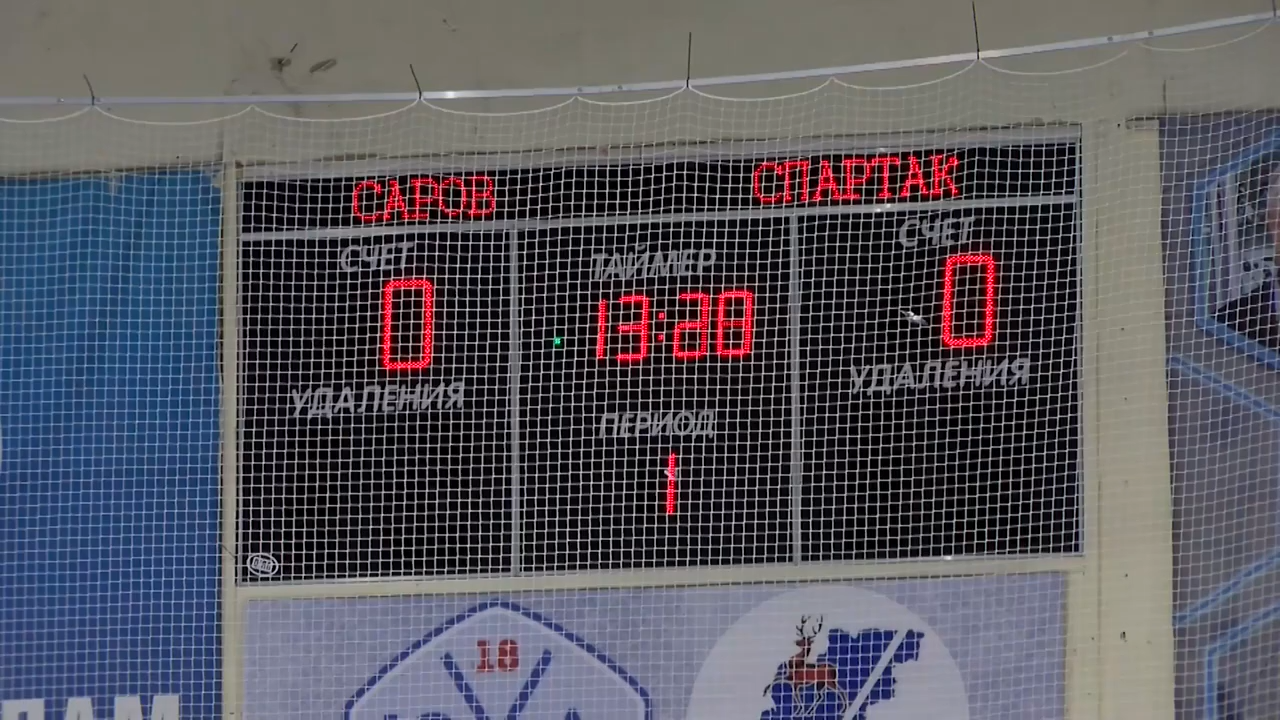 САРОВ СПАРТАК
СЧЕТ ТАЙМЕР СЧЕТ
0 13:28 0
УДАЛЕНИЯ ПЕРИОД УДАЛЕНИЯ
1
18